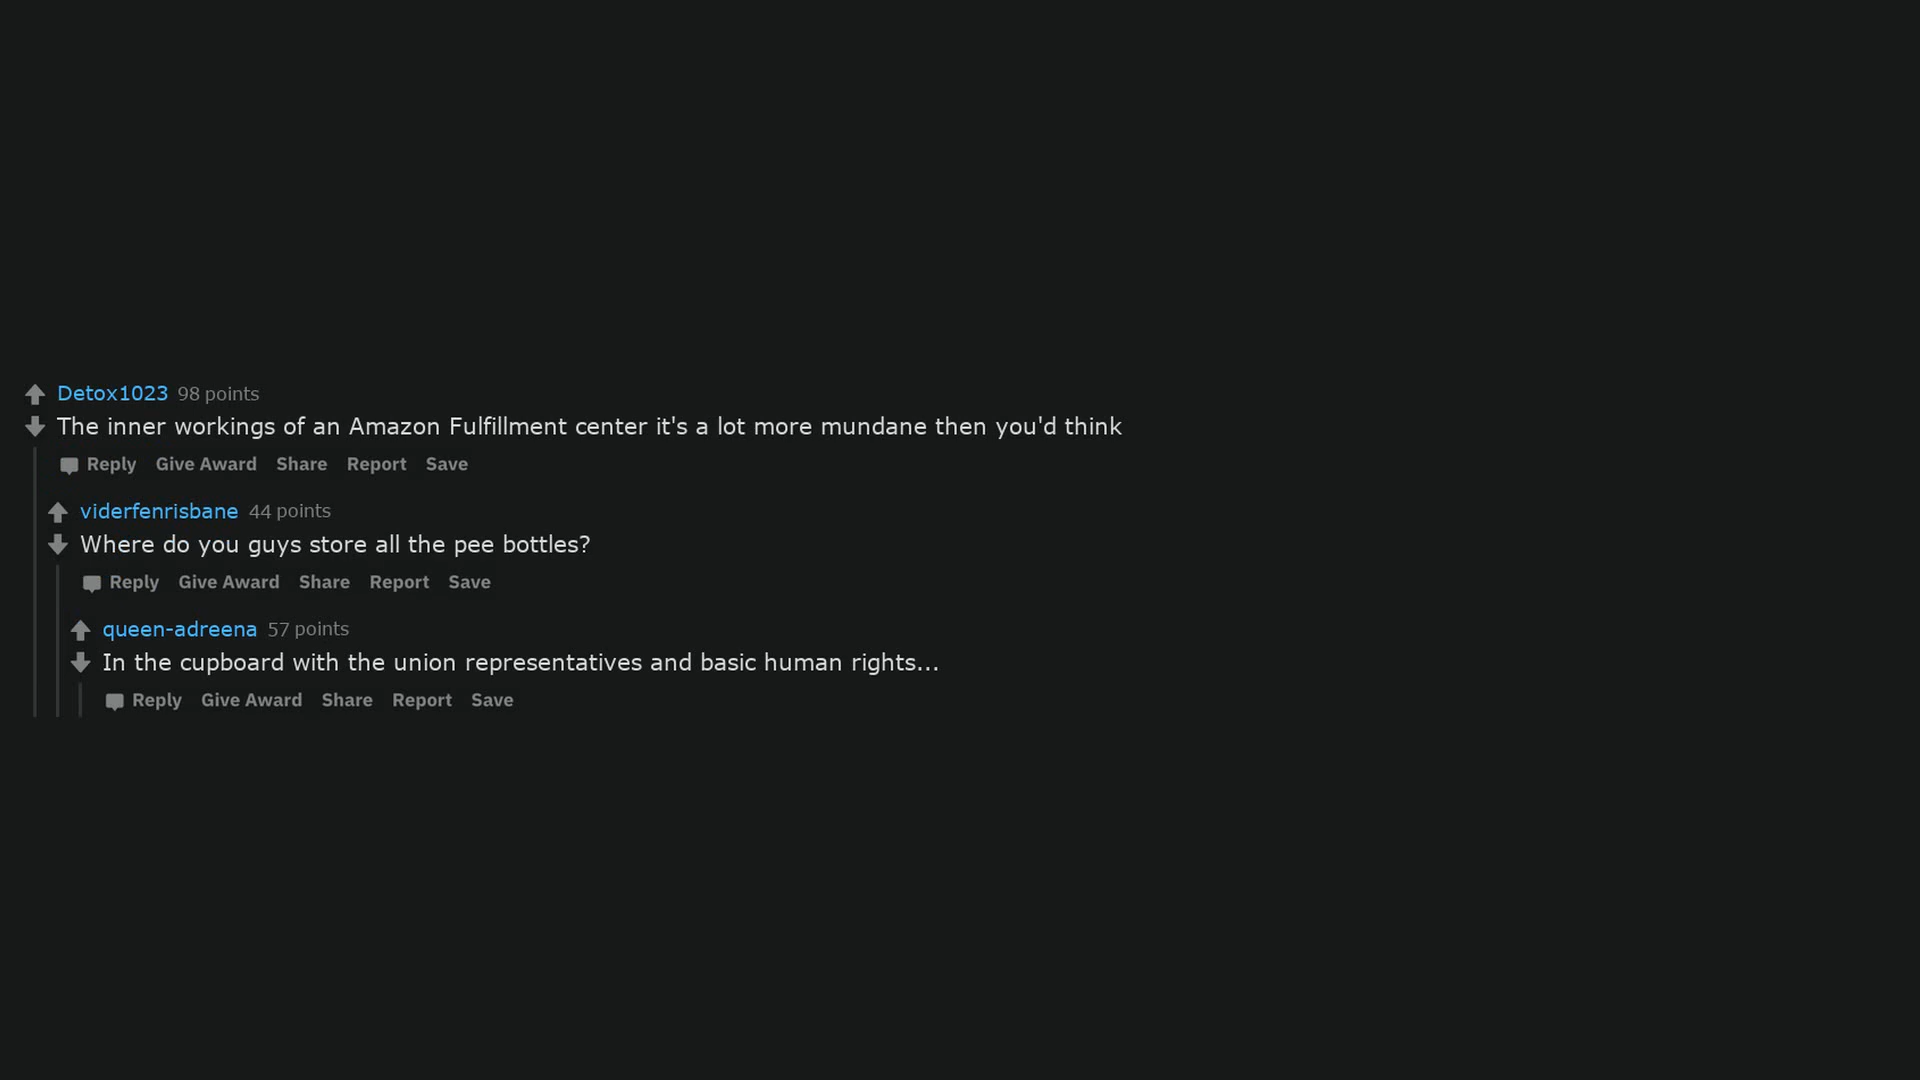 Detox1023 98 points
The inner workings of an Amazon Fulfillment center it's a lot more mundane then you'd think
Reply Give Award Share Report Save
viderfenrisbane 44 points
Where do you guys store all the pee bottles?
Reply Give Award Share Report Save
queen-adreena 57 points
In the cupboard with the union representatives and basic human rights...
Reply Give Award Share Report Save